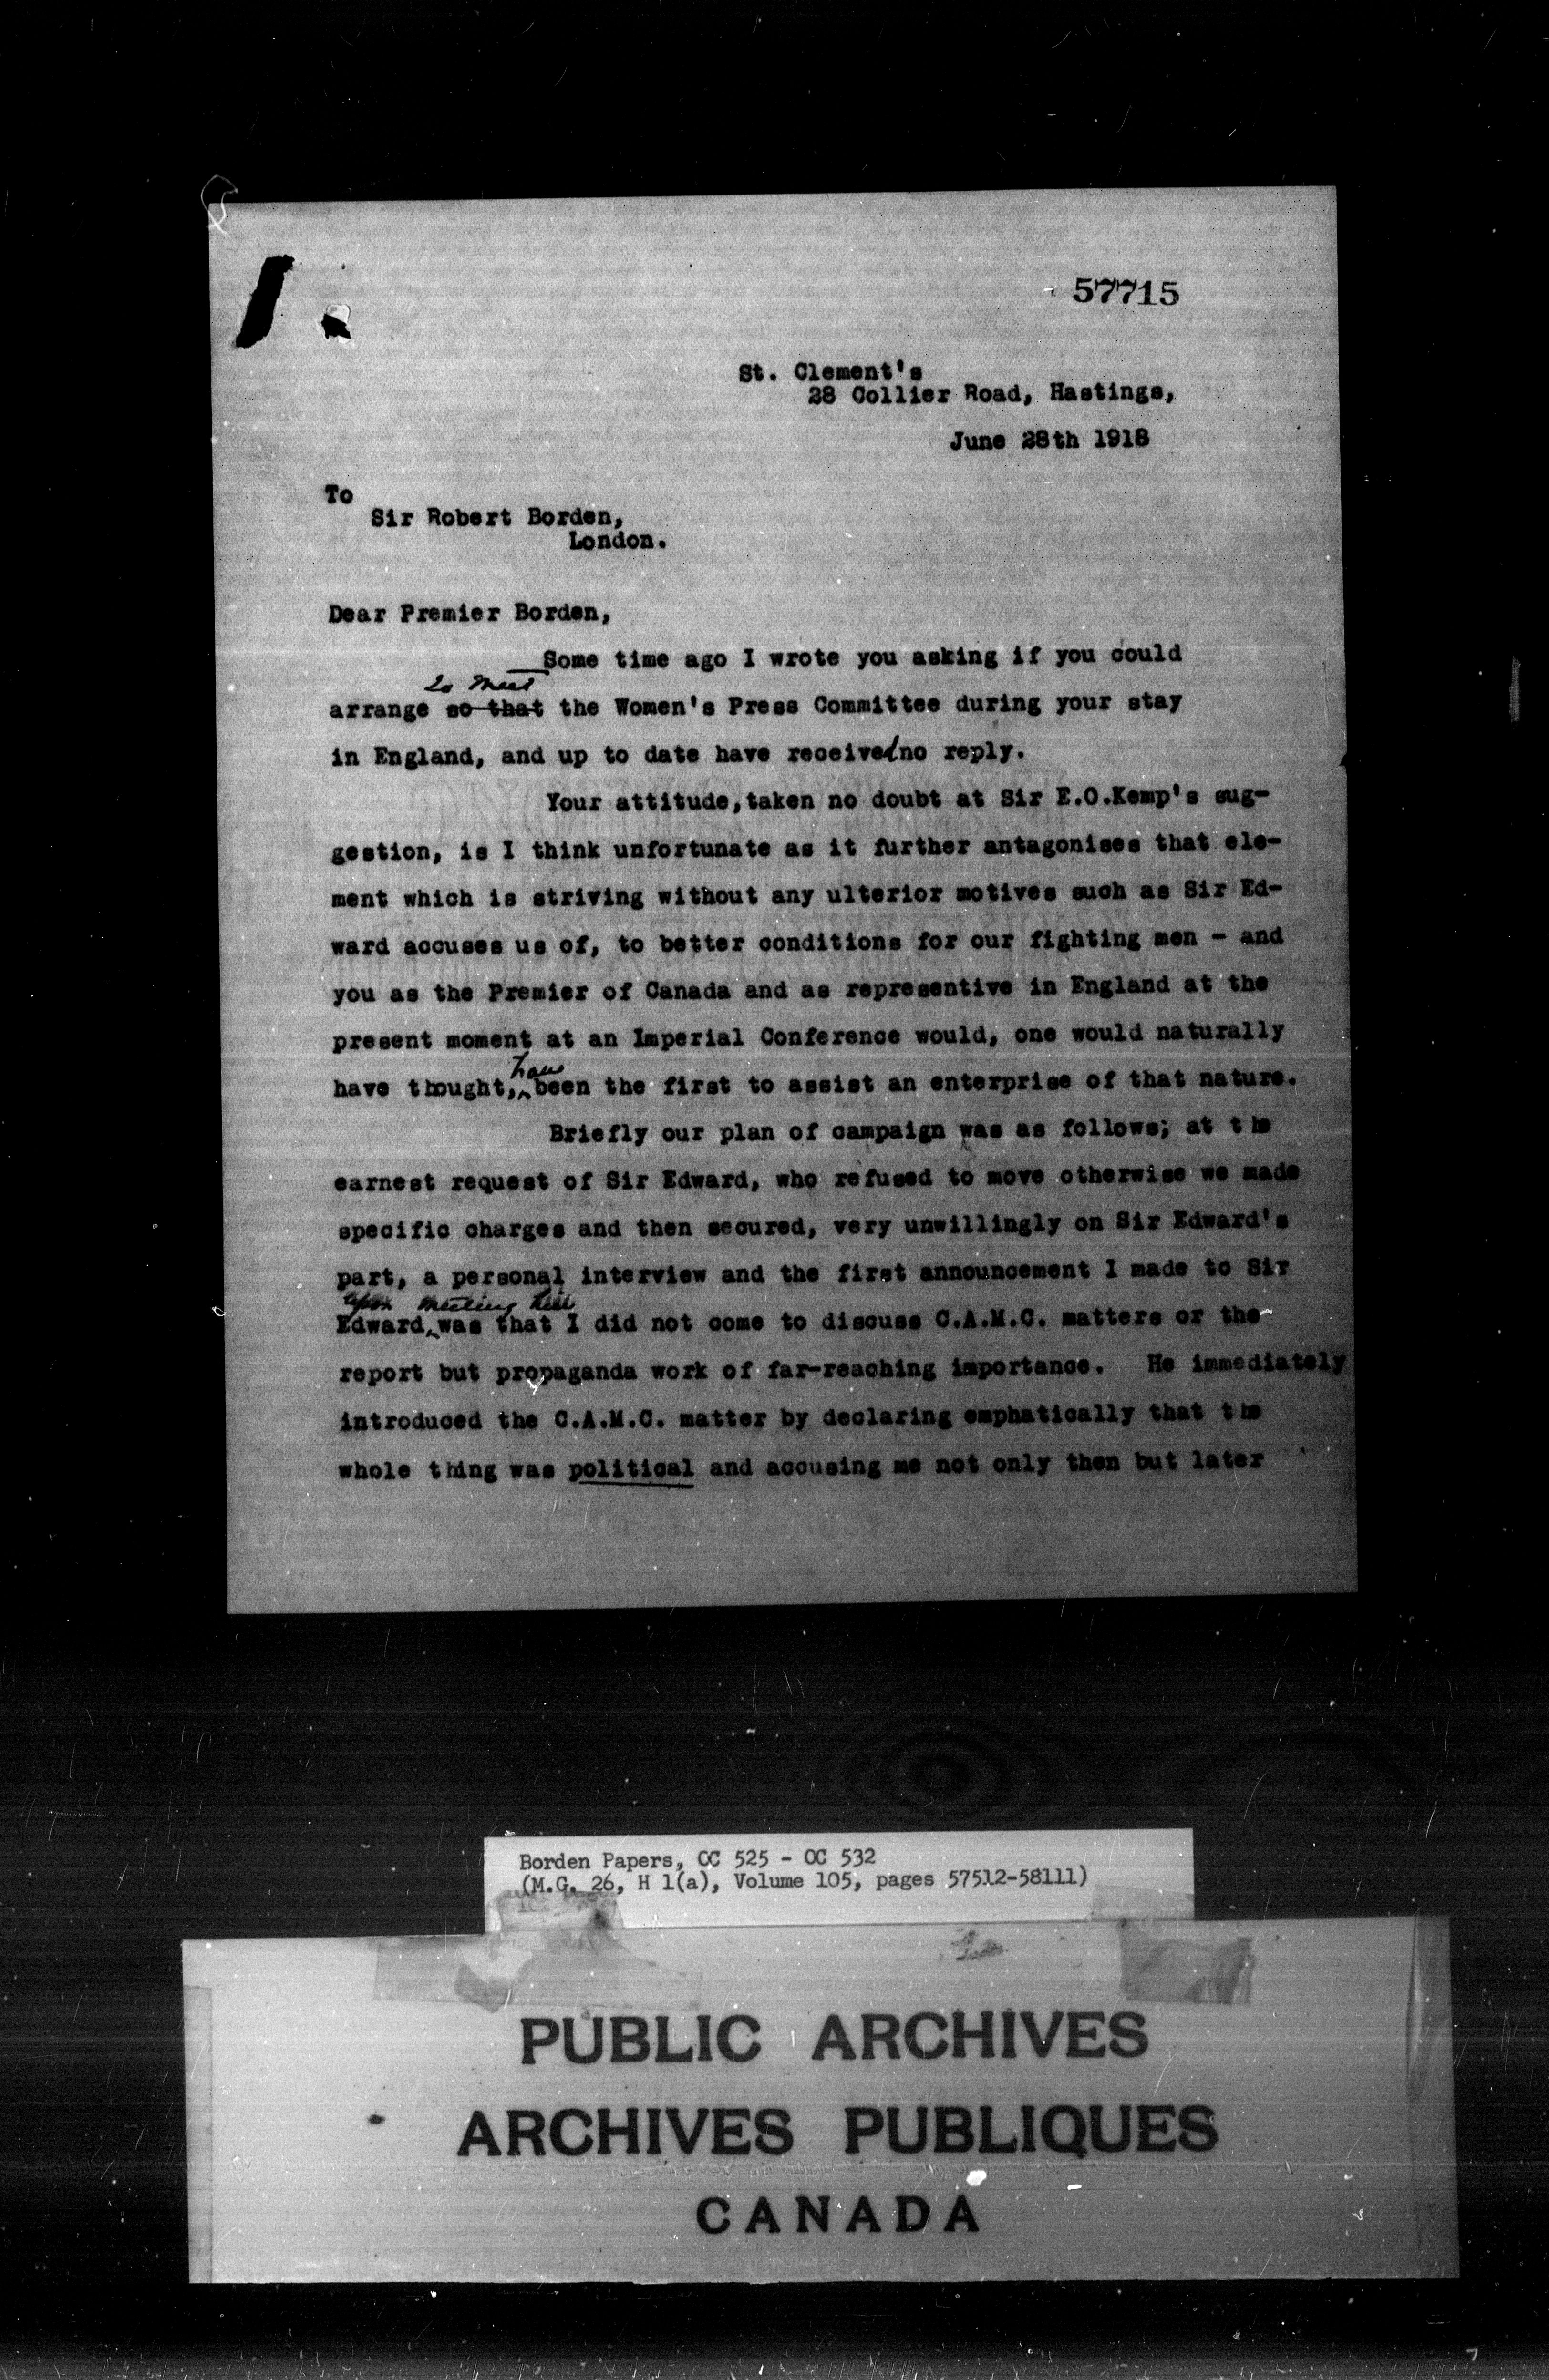 57715
St. Clement's
28 Collier Road, Hastings,
June 28th 1918
To
Sir Robert Borden,
London.
Dear Premier Borden,
Some time ago I wrote you asking if you could
to meet
arrange so that the Women's Press Committee during your stay
in England, and up to date have received no reply.
Your attitude, taken no doubt at Sir E.O.Kemp's sug-
gestion, is I think unfortunate as it further antagonises that ele-
ment which is striving without any ulterior motives such as Sir Ed-
ward accuses us of, to better conditions for our fighting men - and
you as the Premier of Canada and as representive in England at the
present moment at an Imperial Conference would, one would naturally
have
have thought, been the first to assist an enterprise of that nature.
Briefly our plan of campaign was as follows; at the
earnest request of Sir Edward, who refused to move otherwise we made
specific charges and then secured, very unwillingly on Sir Edward's
part, a personal interview and the first announcement I made to Sir
upon meeting him
Edward, was that I did not come to discuss C.A.M.C. matters or the
report but propaganda work of far-reaching importance. He immediately
introduced the C.A.M.C. matter by declaring emphatically that the
whole thing was political and accusing me not only then but later
Borden Papers, OC 525 - OC 532
(M.G. 26, H 1(a), Volume 105, pages 57512-58111)
PUBLIC ARCHIVES
ARCHIVES PUBLIQUES
CANADA